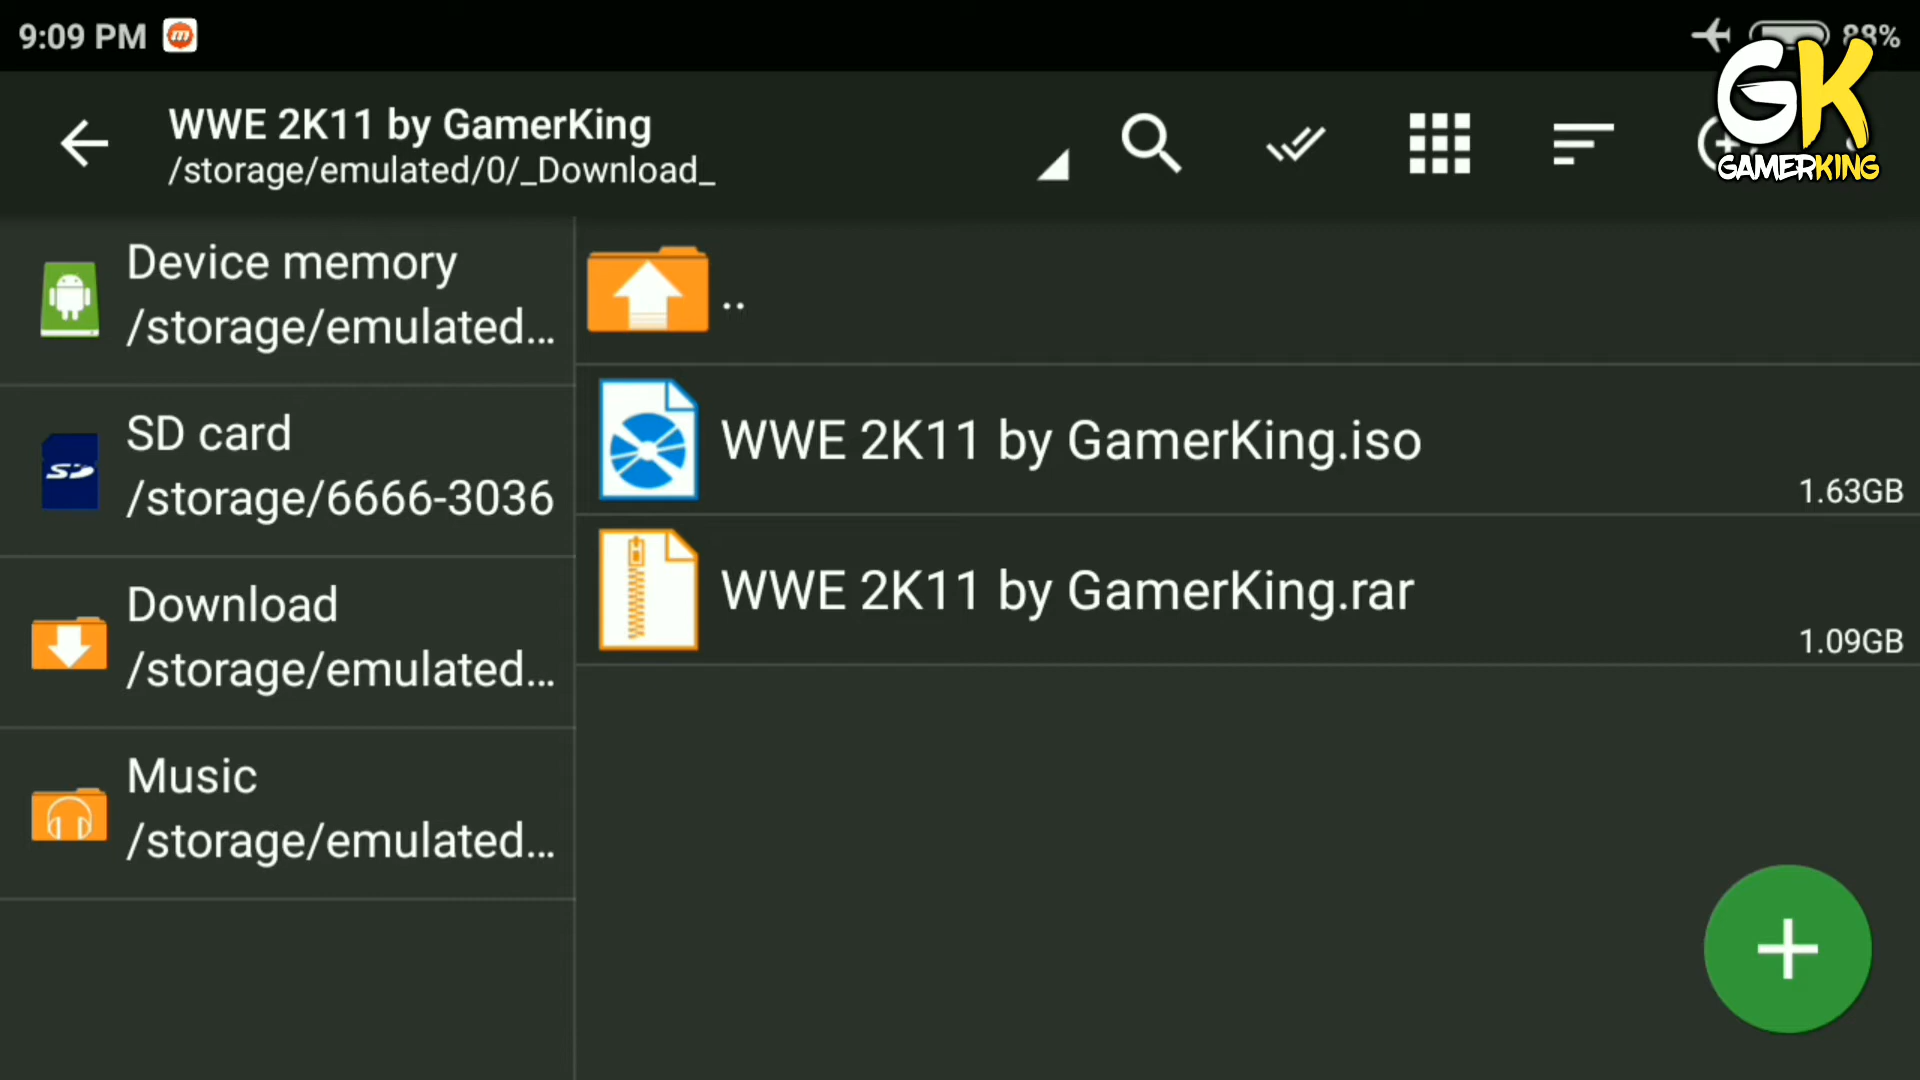 9:09 PM
88%
GK
GAMERKING
WWE 2K11 by GamerKing
/storage/emulated/0/_Download_
Device memory
/storage/emulated...
SD card
/storage/6666-3036
Download
/storage/emulated...
Music
/storage/emulated...
..
WWE 2K11 by GamerKing.iso
1.63GB
WWE 2K11 by GamerKing.rar
1.09GB